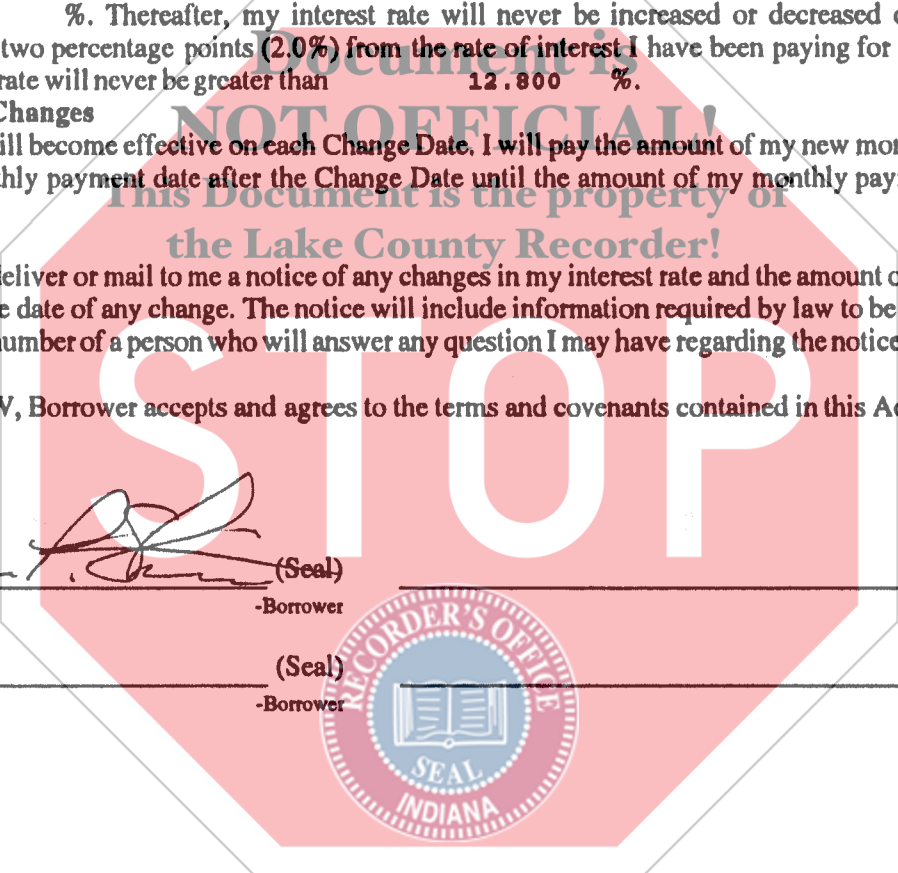 %. Thereafter, my interest rate will never be increased or decreased
two percentage points (2.0%) from the rate of interest I have been paying for
rate will never be greater than 12.800 %.
Changes
ill become effective on each Change Date. I will pay the amount of my new mon
hly payment date after the Change Date until the amount of my monthly pay
eliver or mail to me a notice of any changes in my interest rate and the amount o
e date of any change. The notice will include information required by law to be
umber of a person who will answer any question I may have regarding the notice
V, Borrower accepts and agrees to the terms and covenants contained in this A
(Seal)
-Borrower
(Seal)
-Borrower
Document is
NOT OFFICIAL!
This Document is the property of
the Lake County Recorder!
STOP
RECORDER'S OFFICE
SEAL
INDIANA